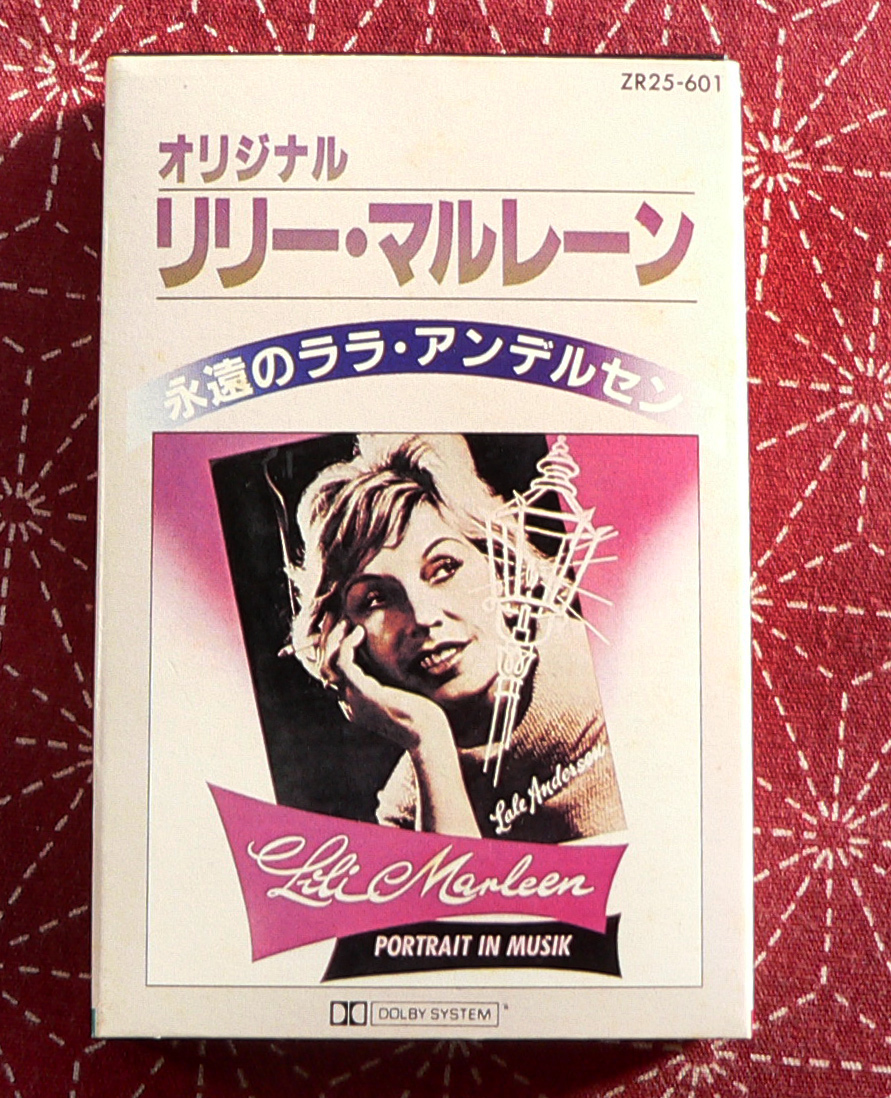 ZR25-601
オリジナル
リリー・マルレーン
永遠のララ・アンデルセン
Lale Andersen
Lili Marleen
PORTRAIT IN MUSIK
DOLBY SYSTEM